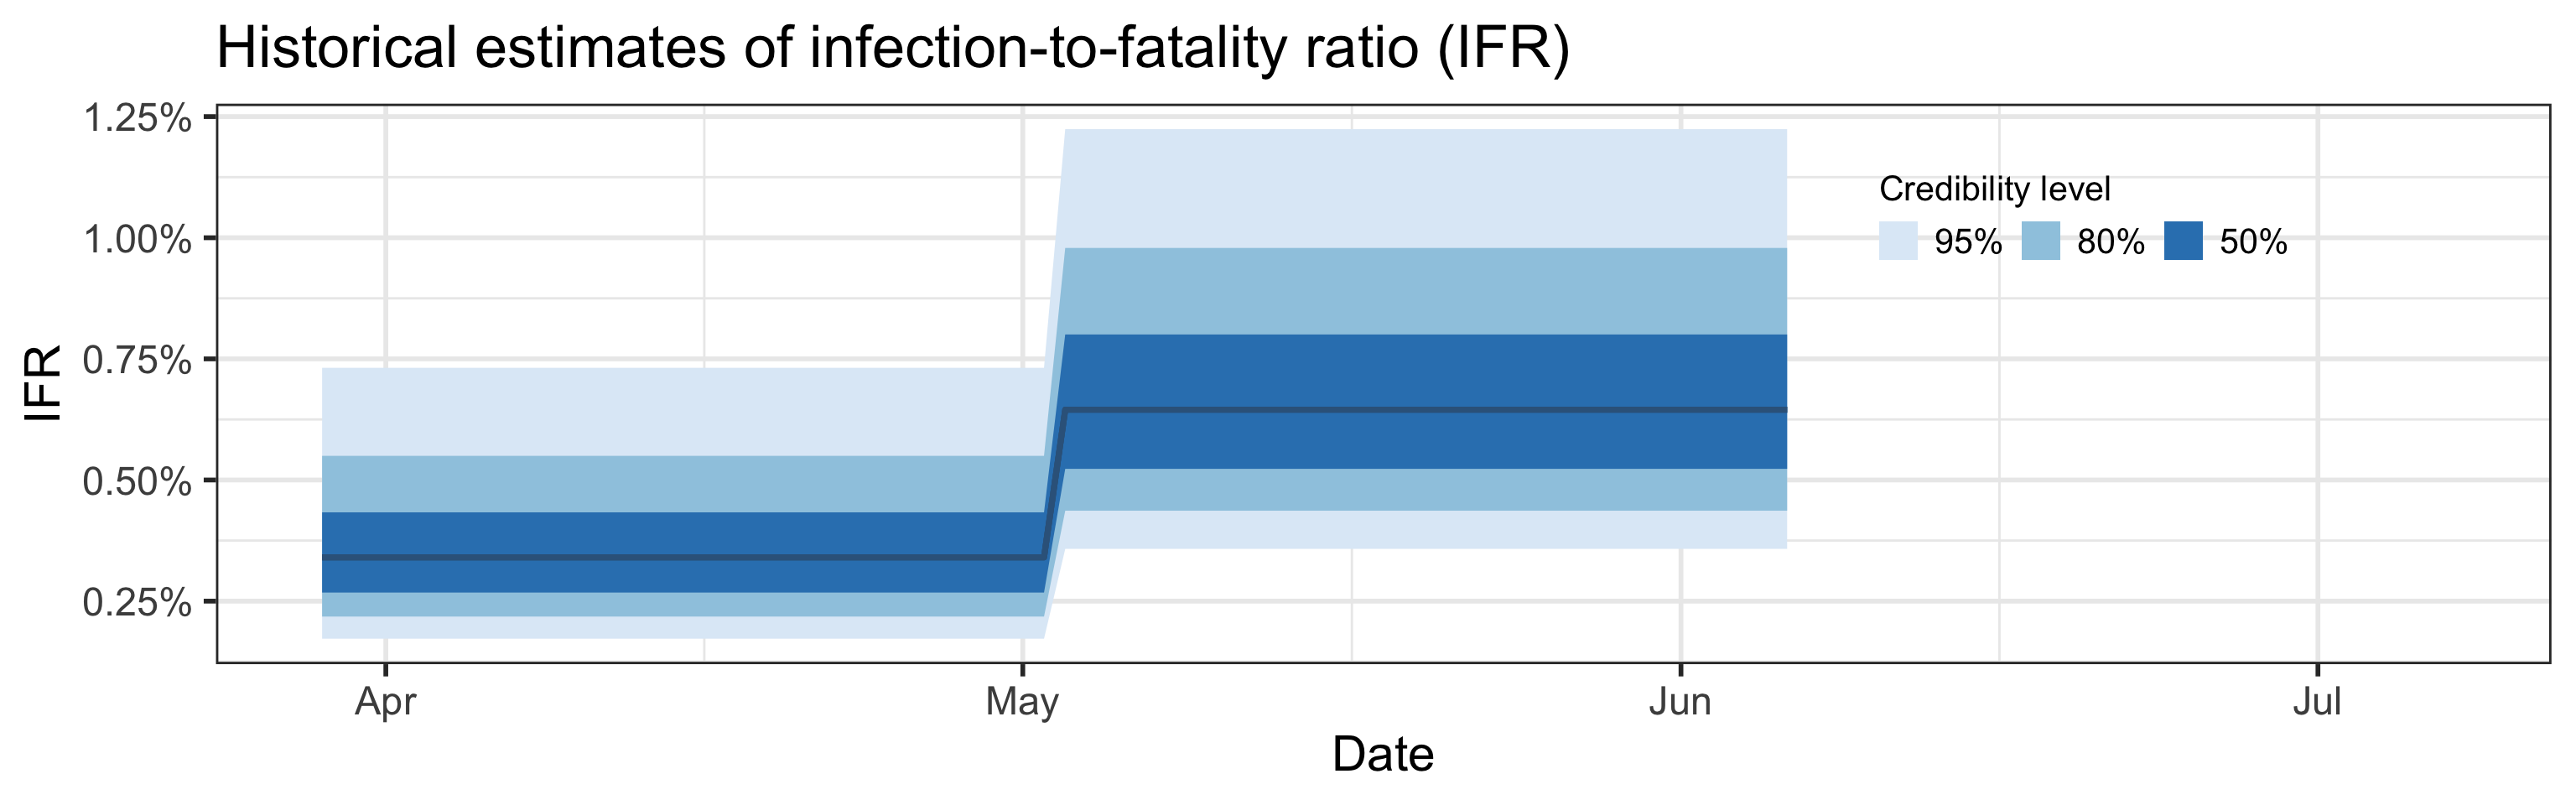 Historical estimates of infection-to-fatality ratio (IFR)
1.25%
1.00%
0.75%
0.50%
0.25%
IFR
Credibility level
95% 80% 50%
Apr May Jun Jul
Date